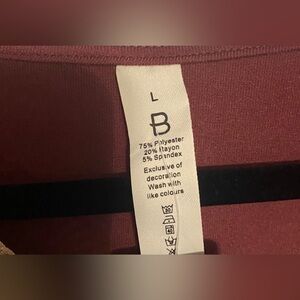 L
B
75% Polyester
20% Rayon
5% Spandex
Exclusive of
decoration
Wash with
like colours